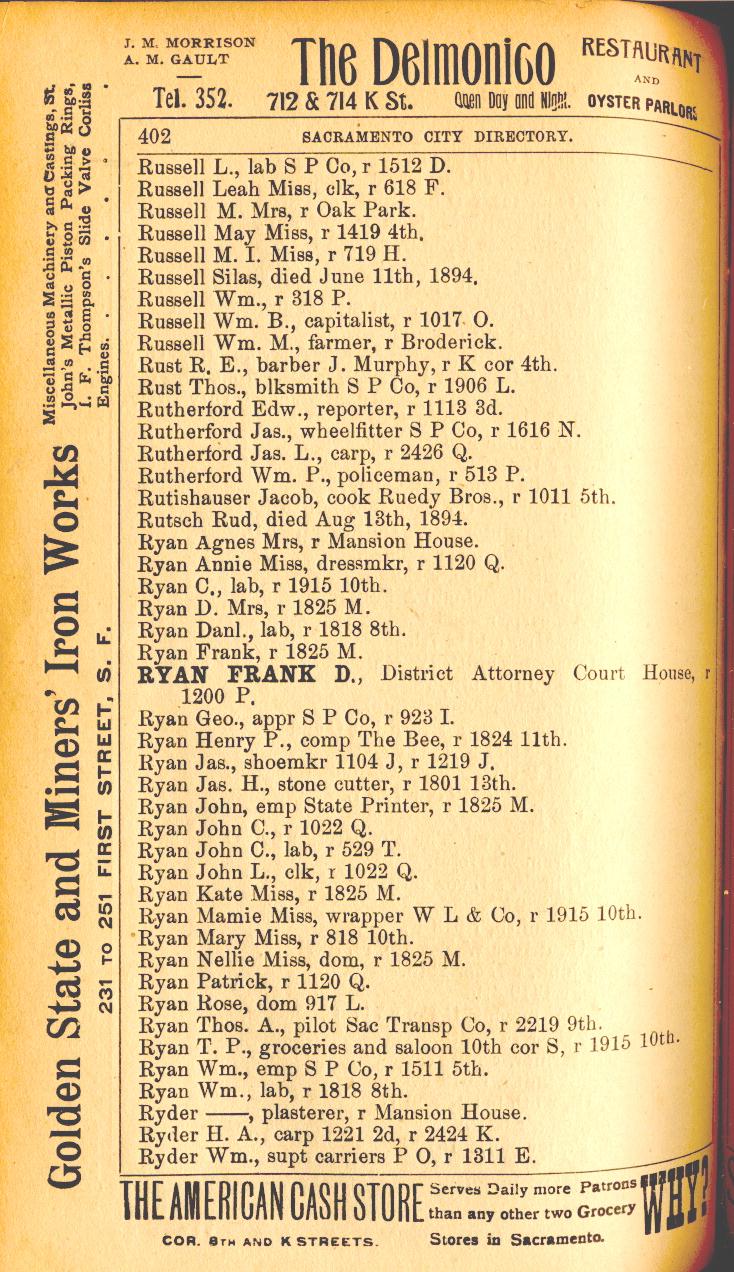 J. M. MORRISON
A. M. GAULT
Tel. 352.
The Delmonico
712 & 714 K St. Open Day and Night.
RESTAURANT
AND
OYSTER PARLORS
402 SACRAMENTO CITY DIRECTORY.
Russell L., lab S P Co, r 1512 D.
Russell Leah Miss, clk, r 618 F.
Russell M. Mrs, r Oak Park.
Russell May Miss, r 1419 4th.
Russell M. I. Miss, r 719 H.
Russell Silas, died June 11th, 1894.
Russell Wm., r 318 P.
Russell Wm. B., capitalist, r 1017 O.
Russell Wm. M., farmer, r Broderick.
Rust R. E., barber J. Murphy, r K cor 4th.
Rust Thos., blksmith S P Co, r 1906 L.
Rutherford Edw., reporter, r 1113 3d.
Rutherford Jas., wheelfitter S P Co, r 1616 N.
Rutherford Jas. L., carp, r 2426 Q.
Rutherford Wm. P., policeman, r 513 P.
Rutishauser Jacob, cook Ruedy Bros., r 1011 5th.
Rutsch Rud, died Aug 13th, 1894.
Ryan Agnes Mrs, r Mansion House.
Ryan Annie Miss, dressmkr, r 1120 Q.
Ryan C., lab, r 1915 10th.
Ryan D. Mrs, r 1825 M.
Ryan Danl., lab, r 1818 8th.
Ryan Frank, r 1825 M.
RYAN FRANK D., District Attorney Court House, r
1200 P.
Ryan Geo., appr S P Co, r 923 I.
Ryan Henry P., comp The Bee, r 1824 11th.
Ryan Jas., shoemkr 1104 J, r 1219 J.
Ryan Jas. H., stone cutter, r 1801 13th.
Ryan John, emp State Printer, r 1825 M.
Ryan John C., r 1022 Q.
Ryan John C., lab, r 529 T.
Ryan John L., clk, r 1022 Q.
Ryan Kate Miss, r 1825 M.
Ryan Mamie Miss, wrapper W L & Co, r 1915 10th.
Ryan Mary Miss, r 818 10th.
Ryan Nellie Miss, dom, r 1825 M.
Ryan Patrick, r 1120 Q.
Ryan Rose, dom 917 L.
Ryan Thos. A., pilot Sac Transp Co, r 2219 9th.
Ryan T. P., groceries and saloon 10th cor S, r 1915 10th.
Ryan Wm., emp S P Co, r 1511 5th.
Ryan Wm., lab, r 1818 8th.
Ryder ——, plasterer, r Mansion House.
Ryder H. A., carp 1221 2d, r 2424 K.
Ryder Wm., supt carriers P O, r 1311 E.
Golden State and Miners' Iron Works
231 TO 251 FIRST STREET, S. F.
Miscellaneous Machinery and Castings, St.
John's Metallic Piston Packing Rings,
I. F. Thompson's Slide Valve Corliss
Engines. . . . . .
THE AMERICAN CASH STORE
COR. 8TH AND K STREETS.
Serves Daily more Patrons
than any other two Grocery
Stores in Sacramento.
WHY?